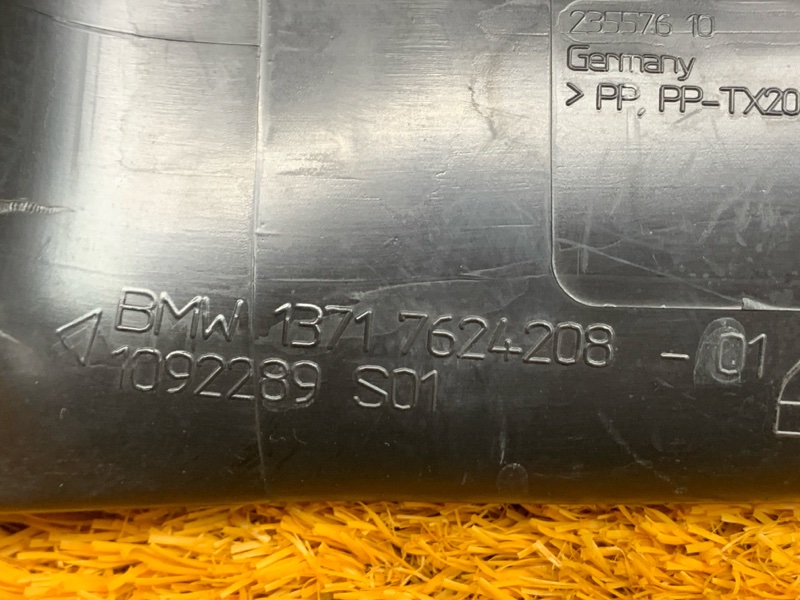 235576 10
Germany
> PP, PP-TX20
BMW 1371 7624208 - 01
1092289 S01